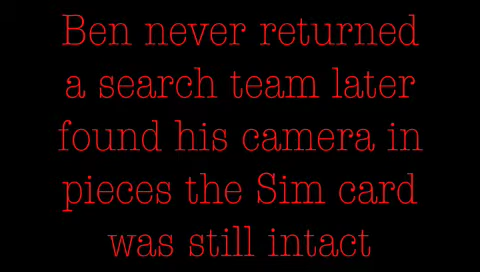 Ben never returned
a search team later
found his camera in
pieces the Sim card
was still intact